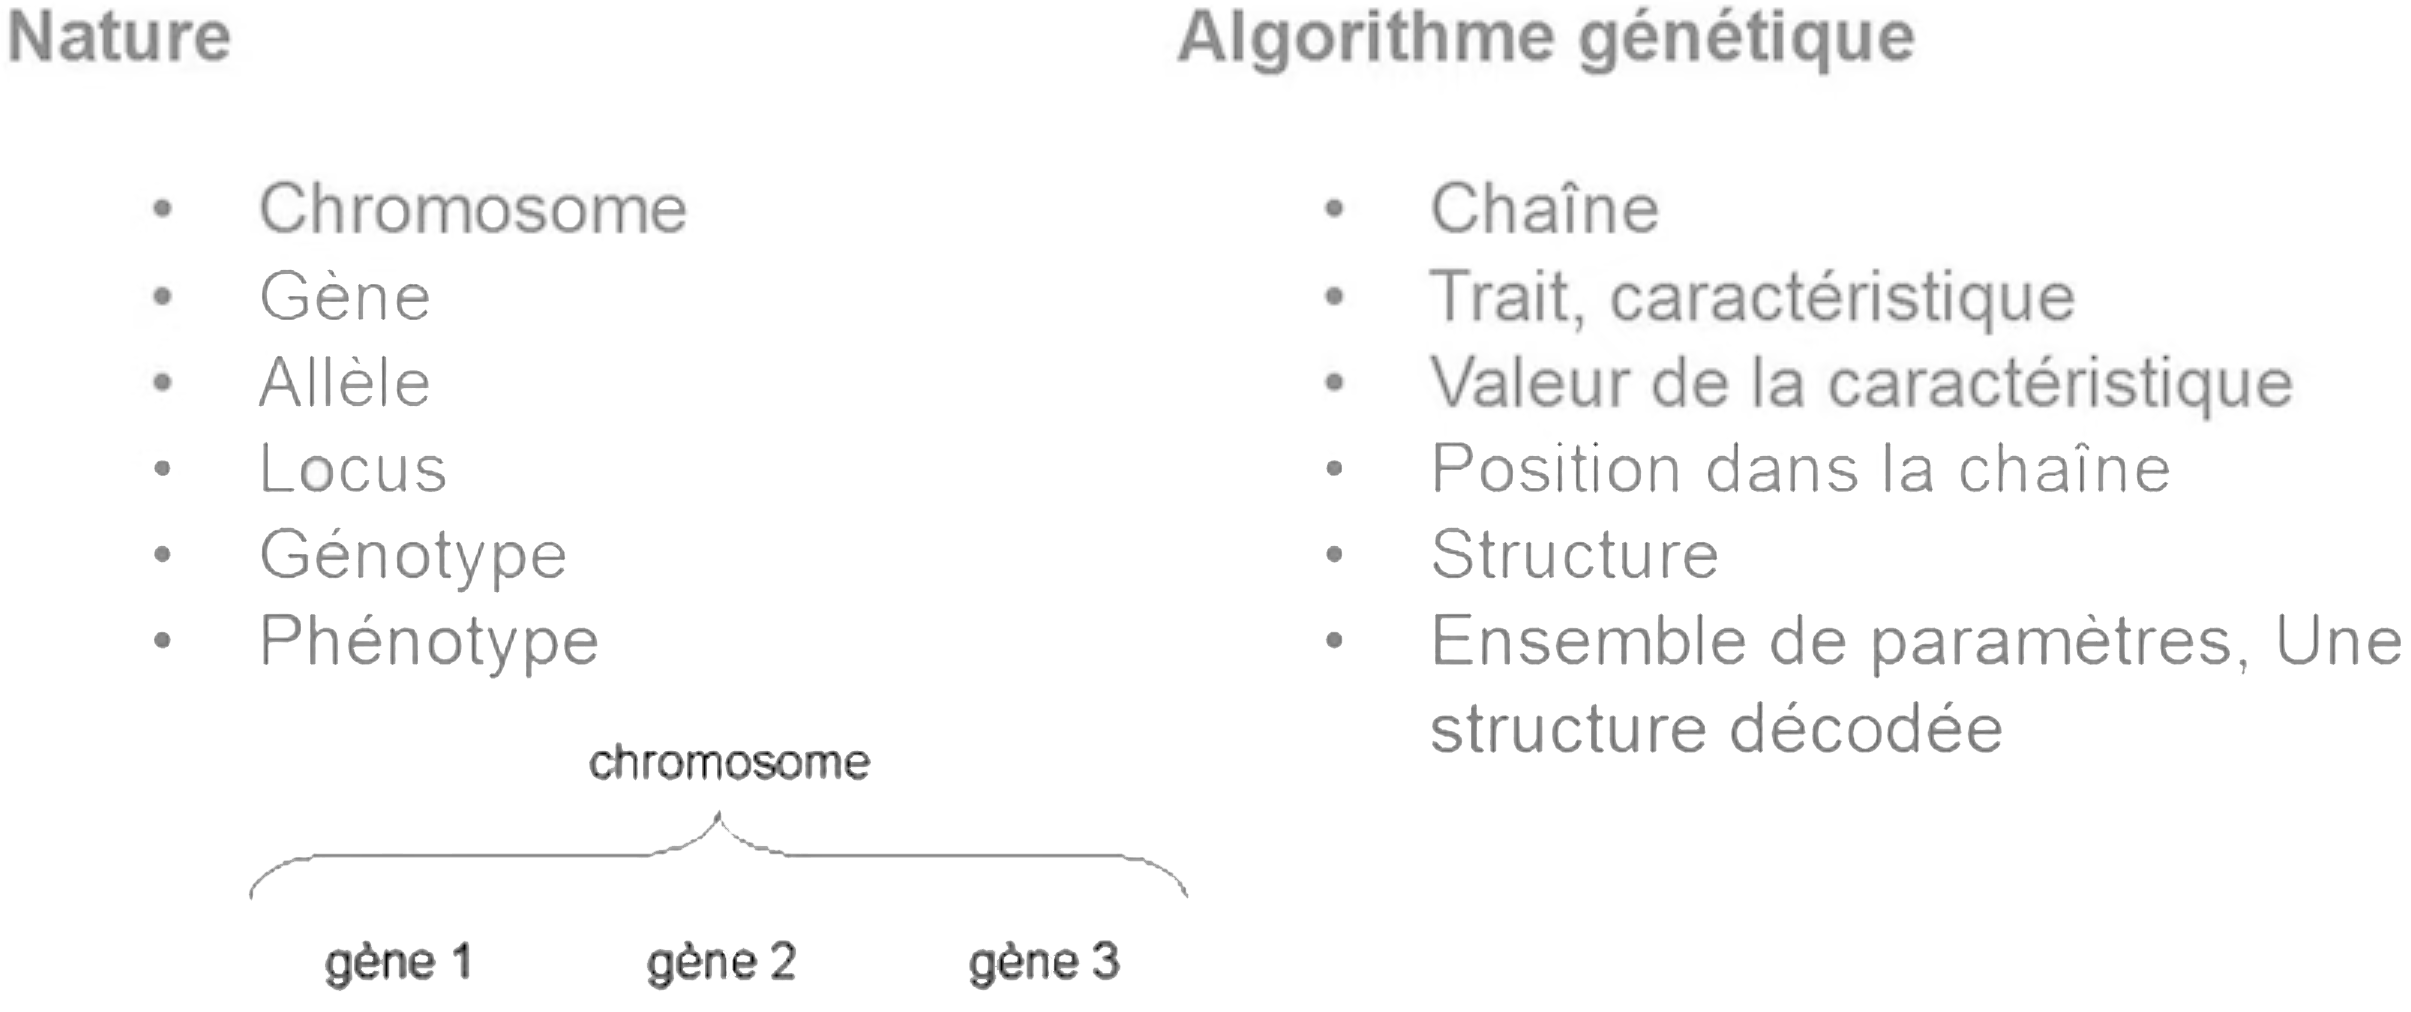 Nature
• Chromosome
• Gène
• Allèle
• Locus
• Génotype
• Phénotype
Algorithme génétique
• Chaîne
• Trait, caractéristique
• Valeur de la caractéristique
• Position dans la chaîne
• Structure
• Ensemble de paramètres, Une
structure décodée
chromosome
gène 1 gène 2 gène 3